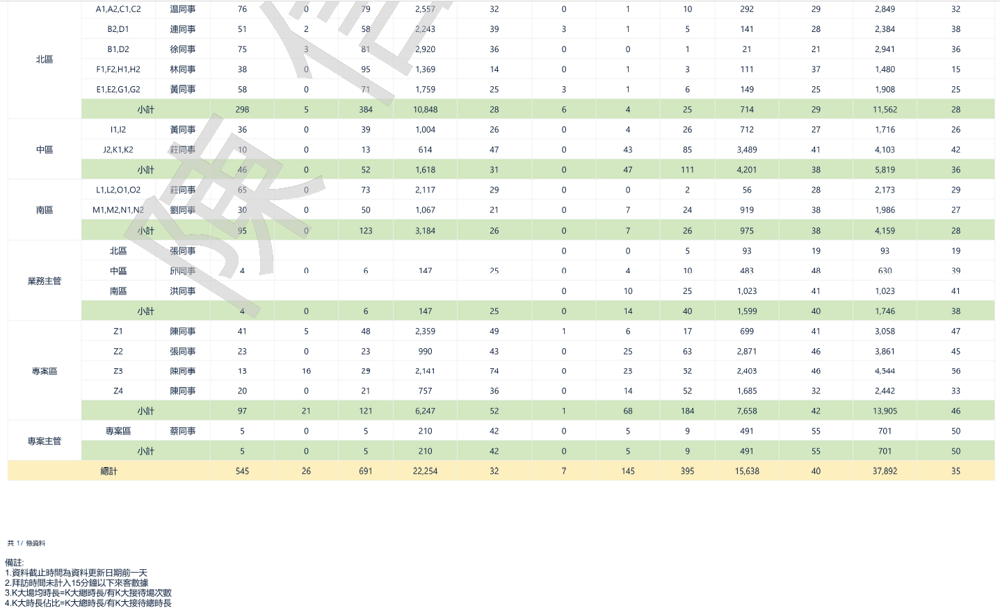 A1,A2,C1,C2 溫同事 76 0 79 2,557 32 0 1 10 292 29 2,849 32
B2,D1 連同事 51 2 58 2,243 39 3 1 5 141 28 2,384 38
北區 B1,D2 徐同事 75 3 81 2,920 36 0 0 1 21 21 2,941 36
F1,F2,H1,H2 林同事 38 0 95 1,369 14 0 1 3 111 37 1,480 15
E1,E2,G1,G2 黃同事 58 0 71 1,759 25 3 1 6 149 25 1,908 25
小計 298 5 384 10,848 28 6 4 25 714 29 11,562 28
I1,I2 黃同事 36 0 39 1,004 26 0 4 26 712 27 1,716 26
中區 J2,K1,K2 莊同事 10 0 13 614 47 0 43 85 3,489 41 4,103 42
小計 46 0 52 1,618 31 0 47 111 4,201 38 5,819 36
L1,L2,O1,O2 莊同事 65 0 73 2,117 29 0 0 2 56 28 2,173 29
南區 M1,M2,N1,N2 劉同事 30 0 50 1,067 21 0 7 24 919 38 1,986 27
小計 95 0 123 3,184 26 0 7 26 975 38 4,159 28
北區 張同事 0 0 5 93 19 93 19
業務主管 中區 邱同事 4 0 6 147 25 0 4 10 483 48 630 39
南區 洪同事 0 10 25 1,023 41 1,023 41
小計 4 0 6 147 25 0 14 40 1,599 40 1,746 38
Z1 陳同事 41 5 48 2,359 49 1 6 17 699 41 3,058 47
Z2 張同事 23 0 23 990 43 0 25 63 2,871 46 3,861 45
專案區 Z3 陳同事 13 16 29 2,141 74 0 23 52 2,403 46 4,544 56
Z4 陳同事 20 0 21 757 36 0 14 52 1,685 32 2,442 33
小計 97 21 121 6,247 52 1 68 184 7,658 42 13,905 46
專案主管 專案區 蔡同事 5 0 5 210 42 0 5 9 491 55 701 50
小計 5 0 5 210 42 0 5 9 491 55 701 50
總計 545 26 691 22,254 32 7 145 395 15,638 40 37,892 35
陳信
共 17 條資料
備註:
1.資料截止時間為資料更新日期前一天
2.拜訪時間未計入15分鐘以下來客數據
3.K大場均時長=K大總時長/有K大接待場次數
4.K大時長佔比=K大總時長/有K大接待總時長